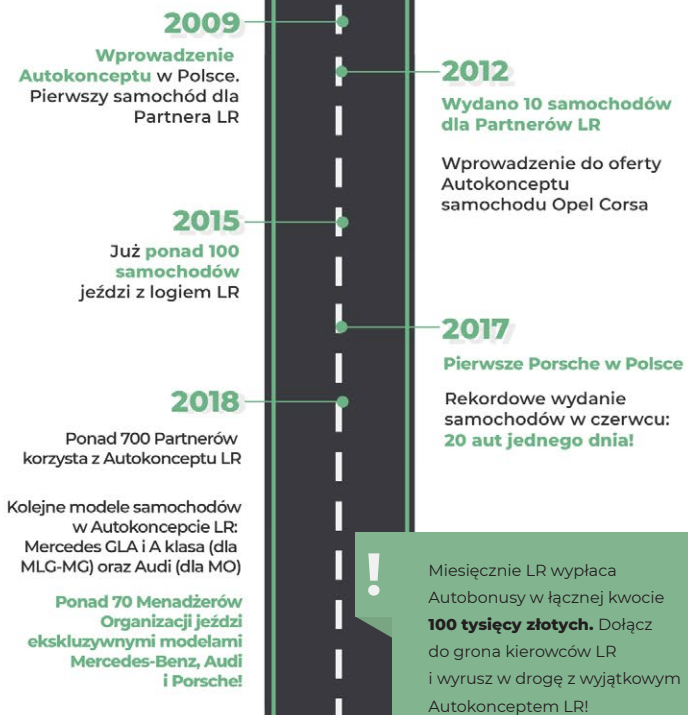 2009
Wprowadzenie
Autokonceptu w Polsce.
Pierwszy samochód dla
Partnera LR
2012
Wydano 10 samochodów
dla Partnerów LR
Wprowadzenie do oferty
Autokonceptu
samochodu Opel Corsa
2015
Już ponad 100
samochodów
jeździ z logiem LR
2017
Pierwsze Porsche w Polsce
Rekordowe wydanie
samochodów w czerwcu:
20 aut jednego dnia!
2018
Ponad 700 Partnerów
korzysta z Autokonceptu LR
Kolejne modele samochodów
w Autokoncepcie LR:
Mercedes GLA i A klasa (dla
MLG-MG) oraz Audi (dla MO)
Ponad 70 Menadżerów
Organizacji jeździ
ekskluzywnymi modelami
Mercedes-Benz, Audi
i Porsche!
!
Miesięcznie LR wypłaca
Autobonusy w łącznej kwocie
100 tysięcy złotych. Dołącz
do grona kierowców LR
i wyrusz w drogę z wyjątkowym
Autokonceptem LR!